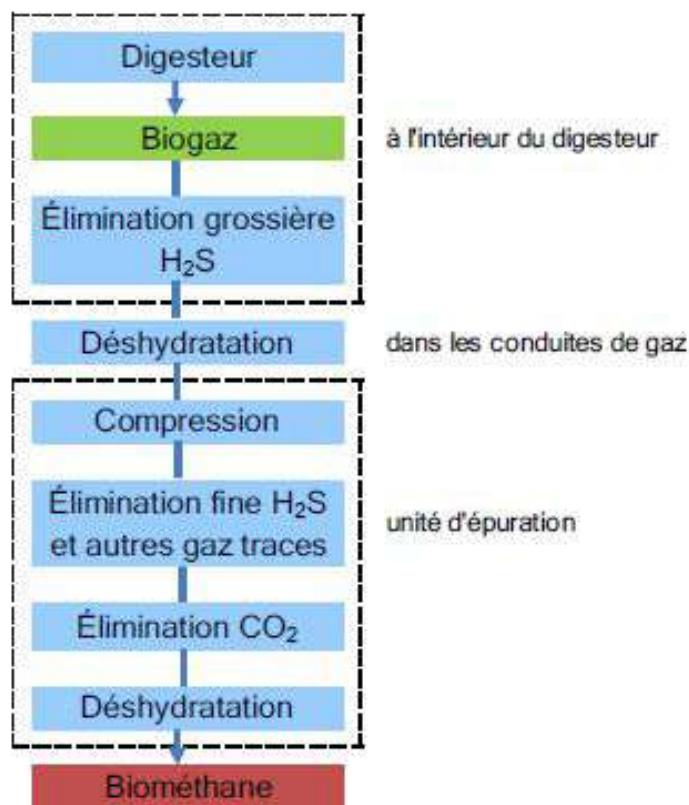 Digesteur
Biogaz
à l'intérieur du digesteur
Élimination grossière
H₂S
Déshydratation
dans les conduites de gaz
Compression
Élimination fine H₂S
et autres gaz traces
unité d'épuration
Élimination CO₂
Déshydratation
Biométhane